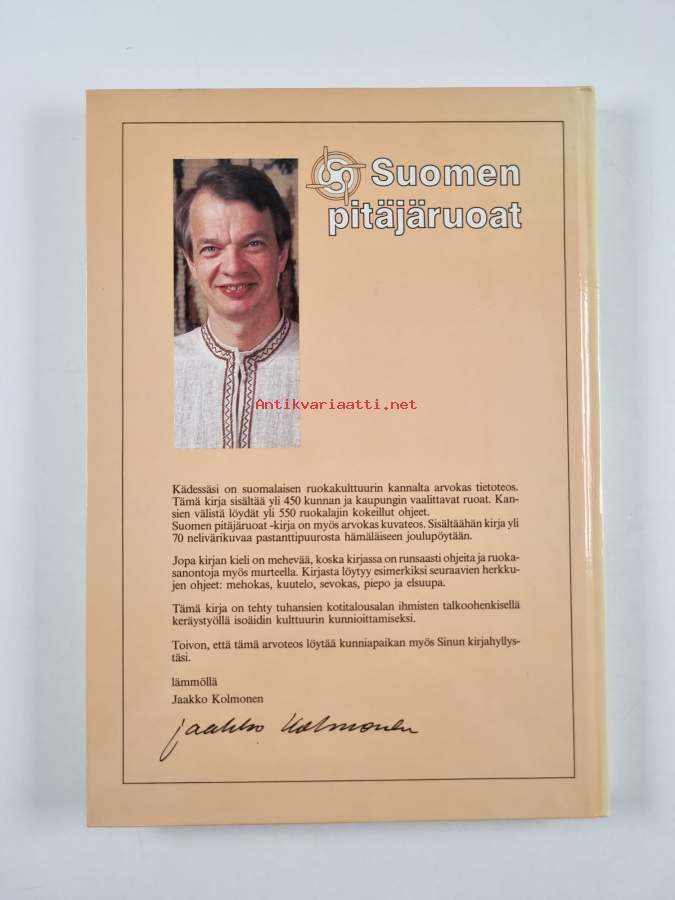 Suomen
pitäjäruoat
Antikvariaatti.net
Kädessäsi on suomalaisen ruokakulttuurin kannalta arvokas tietoteos.
Tämä kirja sisältää yli 450 kunnan ja kaupungin vaalittavat ruoat. Kan-
sien välistä löydät yli 550 ruokalajin kokeillut ohjeet.
Suomen pitäjäruoat -kirja on myös arvokas kuvateos. Sisältäähän kirja yli
70 nelivärikuvaa pastanttipuurosta hämäläiseen joulupöytään.
Jopa kirjan kieli on mehevää, koska kirjassa on runsaasti ohjeita ja ruoka-
sanontoja myös murteella. Kirjasta löytyy esimerkiksi seuraavien herkku-
jen ohjeet: mehokas, kuutelo, sevokas, piepo ja elsuupa.
Tämä kirja on tehty tuhansien kotitalousalan ihmisten talkoohenkisellä
keräystyöllä isoäidin kulttuurin kunnioittamiseksi.
Toivon, että tämä arvoteos löytää kunniapaikan myös Sinun kirjahyllys-
täsi.
lämmöllä
Jaakko Kolmonen
Jaakko Kolmonen